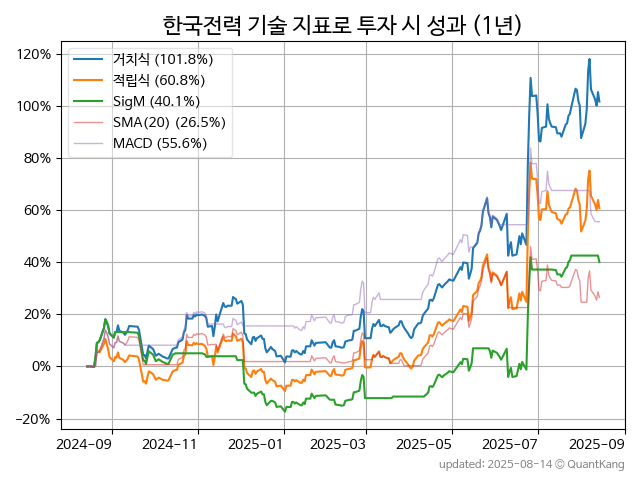 한국전력 기술 지표로 투자 시 성과 (1년)
120%
100%
80%
60%
40%
20%
0%
−20%
거치식 (101.8%)
적립식 (60.8%)
SigM (40.1%)
SMA(20) (26.5%)
MACD (55.6%)
2024-09 2024-11 2025-01 2025-03 2025-05 2025-07 2025-09
updated: 2025-08-14 © QuantKang